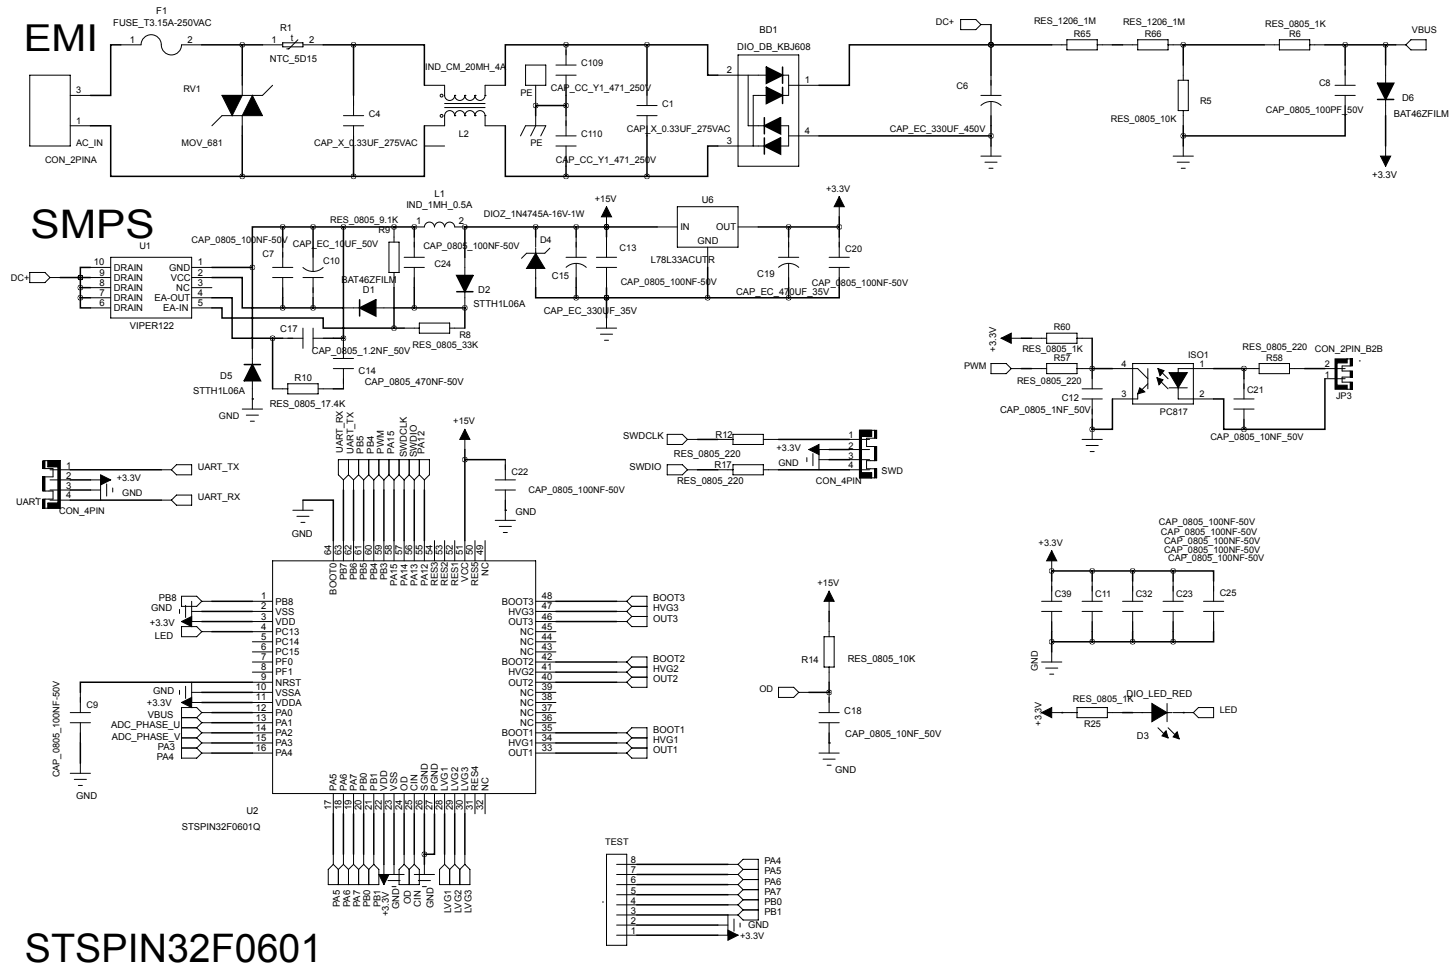 EMI
F1
FUSE_T3.15A-250VAC
1 2
R1
t
1 2
NTC_5D15
3
1
AC_IN
CON_2PINA
RV1
MOV_681
C4
CAP_X_0.33UF_275VAC
IND_CM_20MH_4A
L2
PE
PE
C109
CAP_CC_Y1_471_250V
C110
CAP_CC_Y1_471_250V
C1
CAP_X_0.33UF_275VAC
BD1
DIO_DB_KBJ608
2
3
1
4
DC+
C6
CAP_EC_330UF_450V
RES_1206_1M
R65
RES_1206_1M
R66
R5
RES_0805_10K
RES_0805_1K
R6
C8
CAP_0805_100PF_50V
VBUS
D6
BAT46ZFILM
+3.3V
SMPS
U1
DC+
10 DRAIN GND 1
9 DRAIN VCC 2
8 DRAIN NC 3
7 DRAIN EA-OUT 4
6 DRAIN EA-IN 5
VIPER122
CAP_0805_100NF-50V
C7
CAP_EC_10UF_50V
C10
RES_0805_9.1K
R9
L1
IND_1MH_0.5A
1 2
CAP_0805_100NF-50V
C24
BAT46ZFILM
D1
D2
STTH1L06A
R8
RES_0805_33K
C17
CAP_0805_1.2NF_50V
C14
CAP_0805_470NF-50V
R10
RES_0805_17.4K
D5
STTH1L06A
GND
DIOZ_1N4745A-16V-1W
D4
C15
CAP_EC_330UF_35V
+15V
C13
CAP_0805_100NF-50V
U6
IN OUT
GND
L78L33ACUTR
C19
CAP_EC_470UF_35V
+3.3V
C20
CAP_0805_100NF-50V
+3.3V
R60
RES_0805_1K
PWM
R57
RES_0805_220
C12
CAP_0805_1NF_50V
ISO1
4
3
1
2
PC817
C21
CAP_0805_10NF_50V
RES_0805_220
R58
CON_2PIN_B2B
2
1
JP3
SWDCLK
R12
RES_0805_220
SWDIO
R17
RES_0805_220
+3.3V
GND
1
2
3
4
CON_4PIN
SWD
1
2
3
4
UART
CON_4PIN
UART_TX
+3.3V
GND
UART_RX
GND
UART_RX
UART_TX
PB5
PB4
PWM
PA15
SWDCLK
SWDIO
PA12
+15V
C22
CAP_0805_100NF-50V
GND
64 63 62 61 60 59 58 57 56 55 54 53 52 51 50 49
BOOT0 PB7 PB6 PB5 PB4 PB3 PA15 PA14 PA13 PA12 RES3 RES2 RES1 VCC RES5 NC
PB8 1 PB8
GND 2 VSS
+3.3V 3 VDD
LED 4 PC13
5 PC14
6 PC15
7 PF0
8 PF1
9 NRST
GND 10 VSSA
+3.3V 11 VDDA
VBUS 12 PA0
ADC_PHASE_U 13 PA1
14 PA2
ADC_PHASE_V 15 PA3
PA3 16 PA4
PA4
BOOT3 48 BOOT3
HVG3 47 HVG3
OUT3 46 OUT3
NC 45
NC 44
NC 43
BOOT2 42 BOOT2
HVG2 41 HVG2
OUT2 40 OUT2
NC 39
NC 38
NC 37
NC 36
BOOT1 35 BOOT1
HVG1 34 HVG1
OUT1 33 OUT1
C9
CAP_0805_100NF-50V
GND
PA5 PA6 PA7 PB0 PB1 VDD VSS OD CIN SGND PGND LVG1 LVG2 LVG3 RES4 NC
17 18 19 20 21 22 23 24 25 26 27 28 29 30 31 32
PA5 PA6 PA7 PB0 PB1 +3.3V GND OD CIN GND LVG1 LVG2 LVG3
U2
STSPIN32F0601Q
+15V
R14
RES_0805_10K
OD
C18
CAP_0805_10NF_50V
GND
CAP_0805_100NF-50V
CAP_0805_100NF-50V
CAP_0805_100NF-50V
CAP_0805_100NF-50V
CAP_0805_100NF-50V
+3.3V
C39 C11 C32 C23 C25
GND
+3.3V
RES_0805_1K
R25
DIO_LED_RED
D3
LED
TEST
8 PA4
7 PA5
6 PA6
5 PA7
4 PB0
3 PB1
2 GND
1 +3.3V
STSPIN32F0601